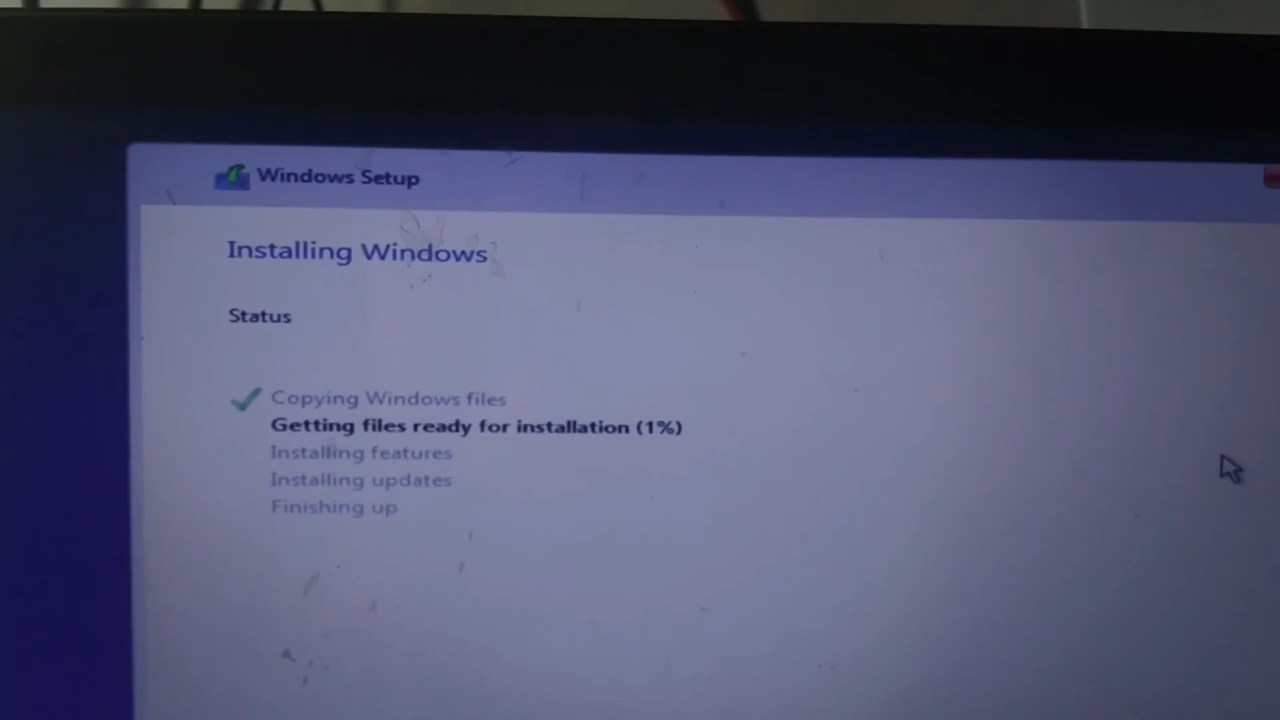 Windows Setup
Installing Windows
Status
Copying Windows files
Getting files ready for installation (1%)
Installing features
Installing updates
Finishing up